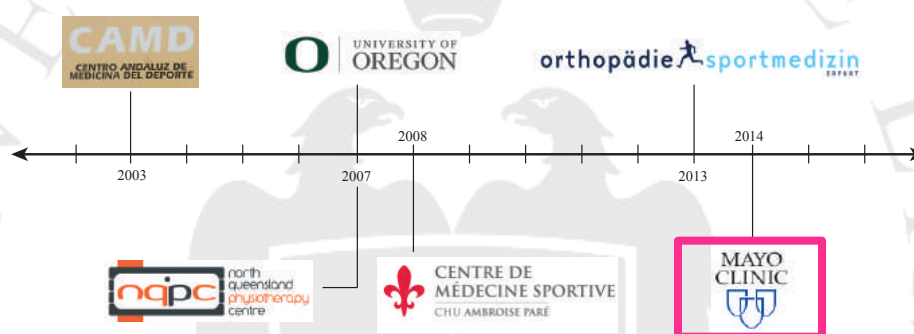 CAMD
CENTRO ANDALUZ DE
MEDICINA DEL DEPORTE
O
UNIVERSITY OF
OREGON
orthopädie sportmedizin
ERFURT
2008
2014
2003
2007
2013
nqpc
north
queensland
physiotherapy
centre
CENTRE DE
MÉDECINE SPORTIVE
CHU AMBROISE PARÉ
MAYO
CLINIC